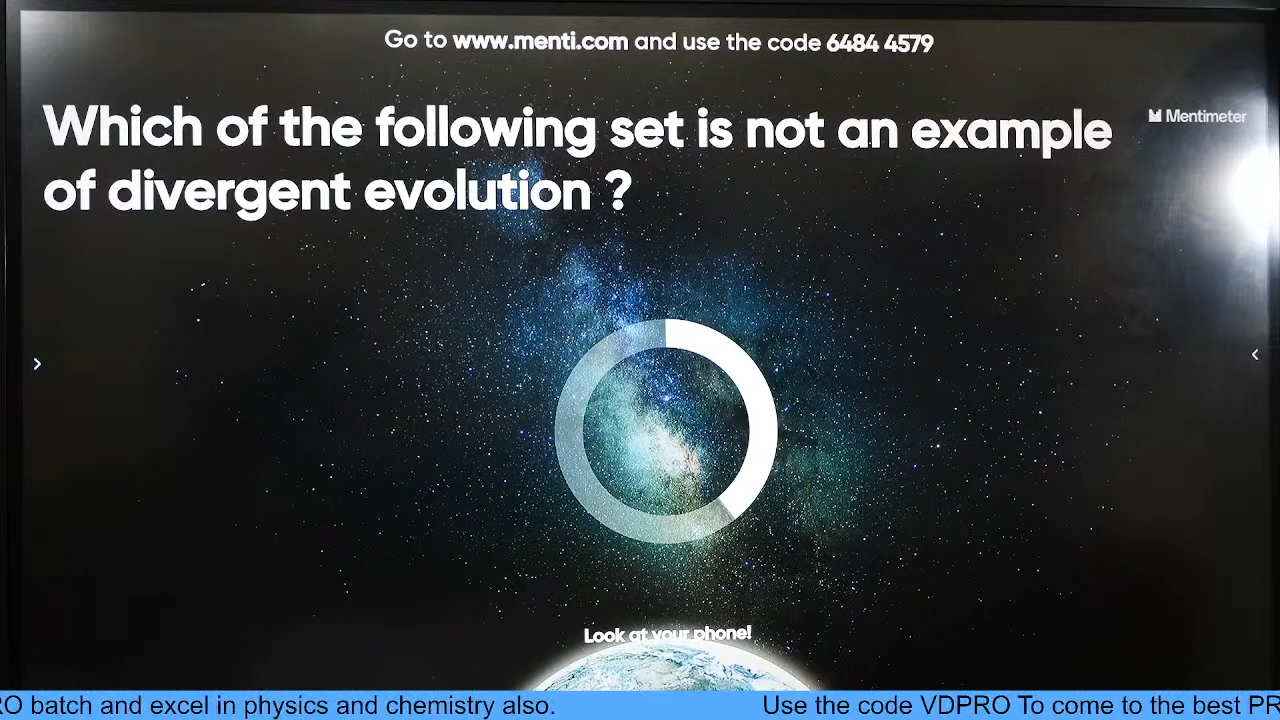 Go to www.menti.com and use the code 6484 4579
Which of the following set is not an example
of divergent evolution ?
Mentimeter
Look at your phone!
RO batch and excel in physics and chemistry also.
Use the code VDPRO To come to the best PR